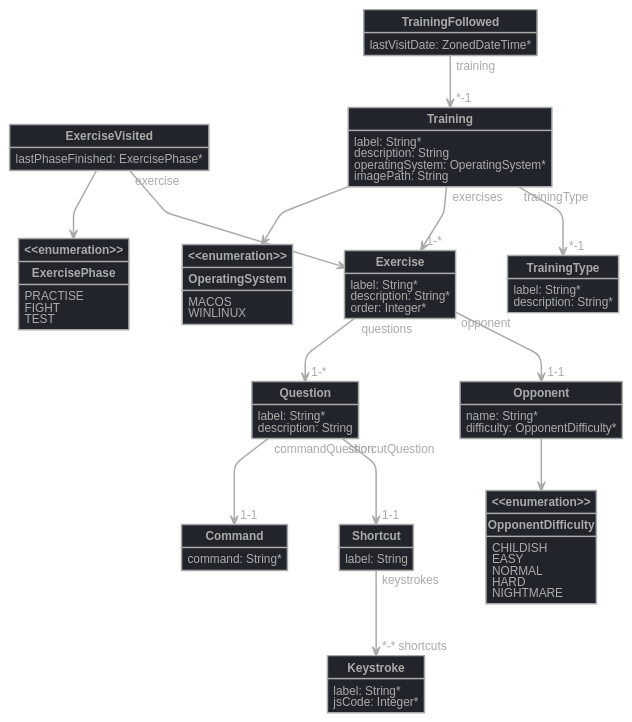 TrainingFollowed
lastVisitDate: ZonedDateTime*
training
*-1
Training
label: String*
description: String
operatingSystem: OperatingSystem*
imagePath: String
ExerciseVisited
lastPhaseFinished: ExercisePhase*
exercise
exercises
trainingType
1-*
*-1
<<enumeration>>
ExercisePhase
PRACTISE
FIGHT
TEST
<<enumeration>>
OperatingSystem
MACOS
WINLINUX
Exercise
label: String*
description: String*
order: Integer*
TrainingType
label: String*
description: String*
questions
opponent
1-*
1-1
Question
label: String*
description: String
Opponent
name: String*
difficulty: OpponentDifficulty*
commandQuestion
shortcutQuestion
1-1
1-1
Command
command: String*
Shortcut
label: String
<<enumeration>>
OpponentDifficulty
CHILDISH
EASY
NORMAL
HARD
NIGHTMARE
keystrokes
*-* shortcuts
Keystroke
label: String*
jsCode: Integer*